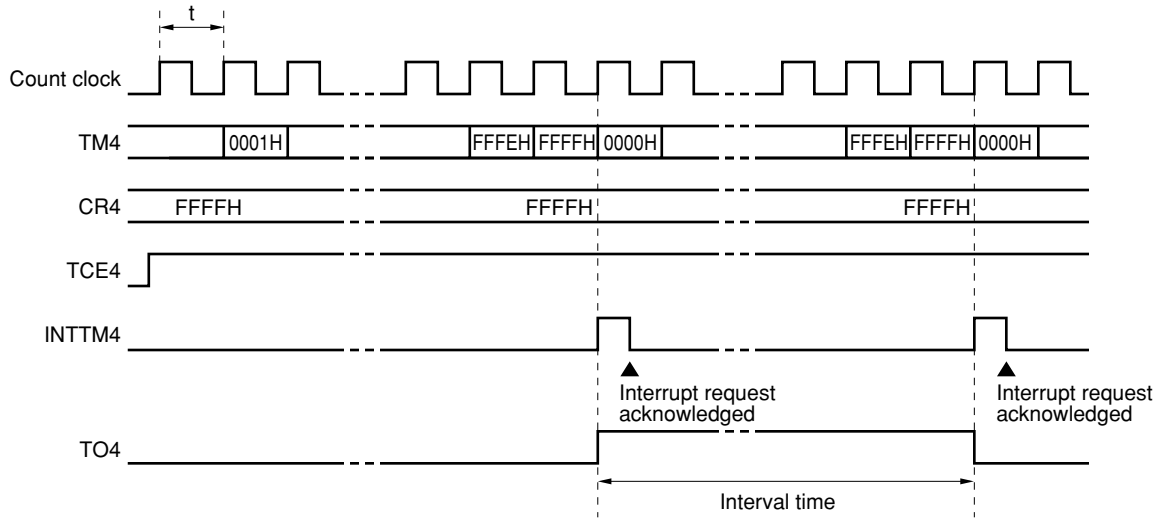 t
Count clock
TM4 0001H FFFEH FFFFH 0000H FFFEH FFFFH 0000H
CR4 FFFFH FFFFH FFFFH
TCE4
INTTM4
Interrupt request Interrupt request
acknowledged acknowledged
TO4
Interval time